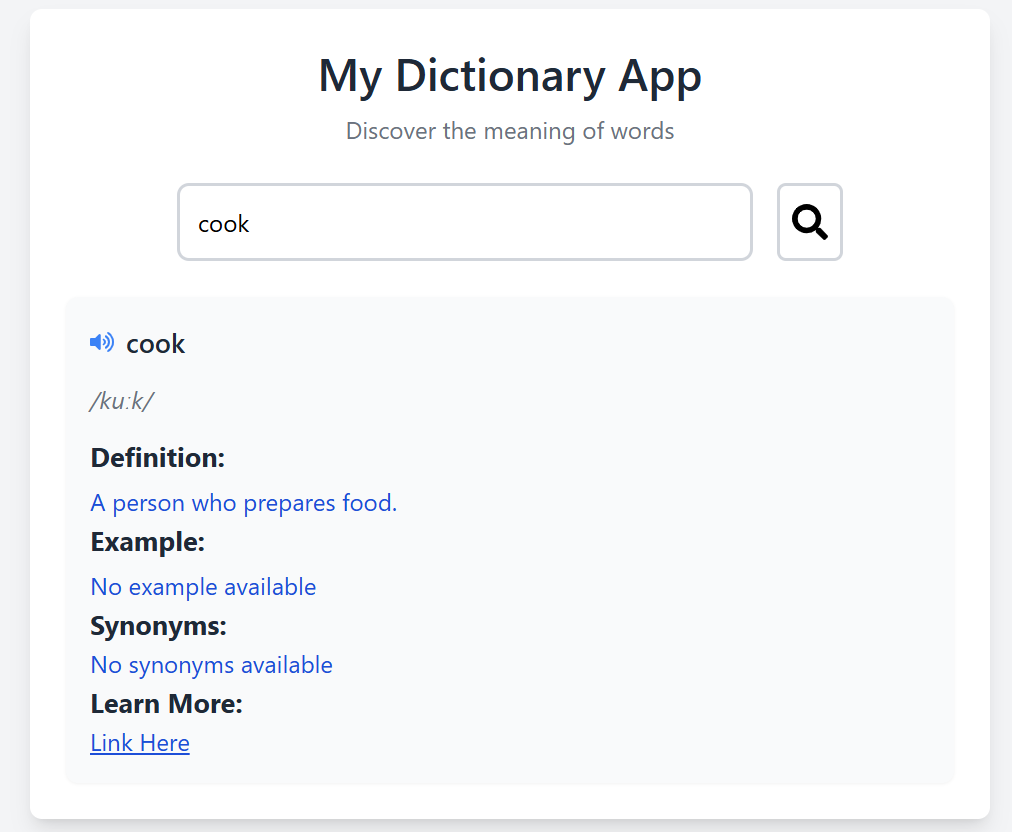 My Dictionary App
Discover the meaning of words
cook
cook
/kuːk/
Definition:
A person who prepares food.
Example:
No example available
Synonyms:
No synonyms available
Learn More:
Link Here